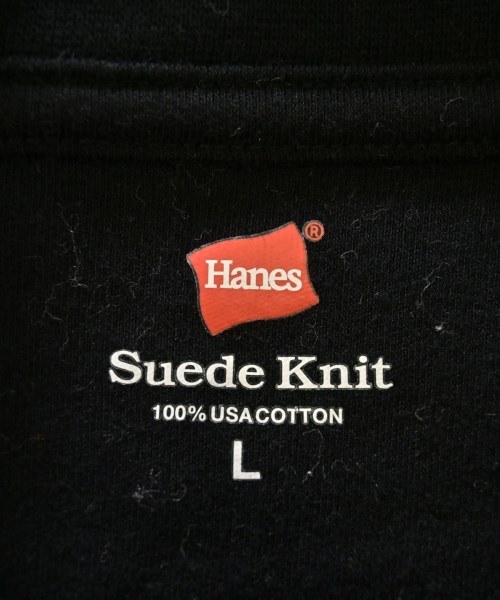 Hanes®
Suede Knit
100% USA COTTON
L